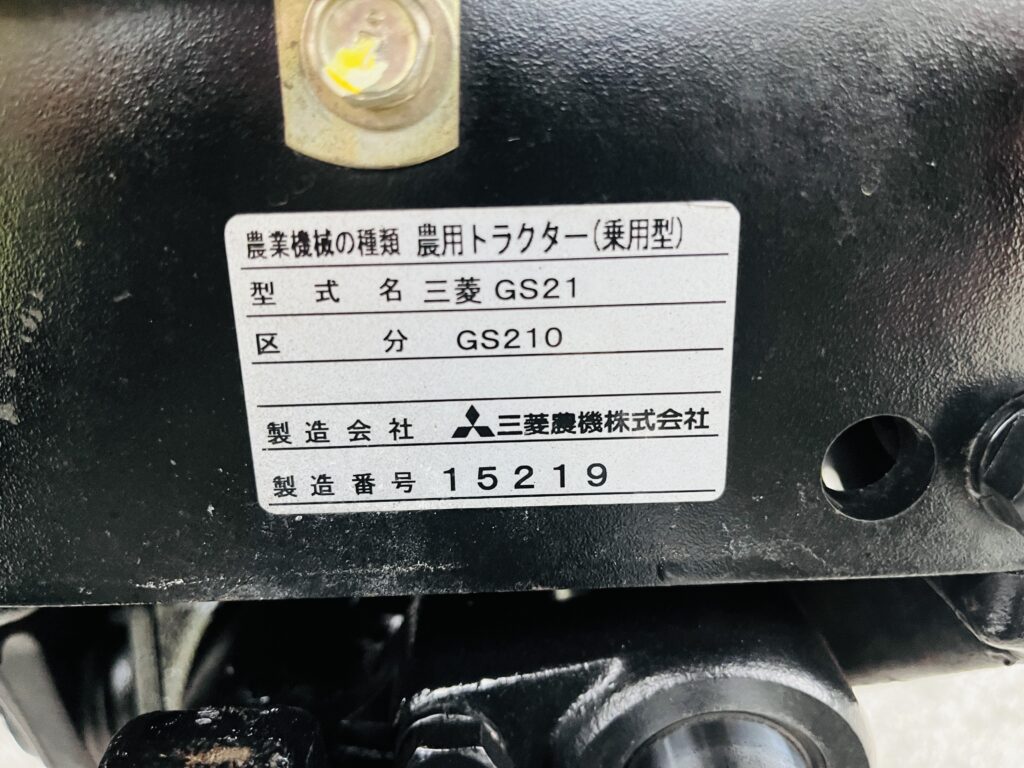 農業機械の種類 農用トラクター(乗用型)
型式名 三菱 GS21
区分 GS210
製造会社 三菱農機株式会社
製造番号 15219